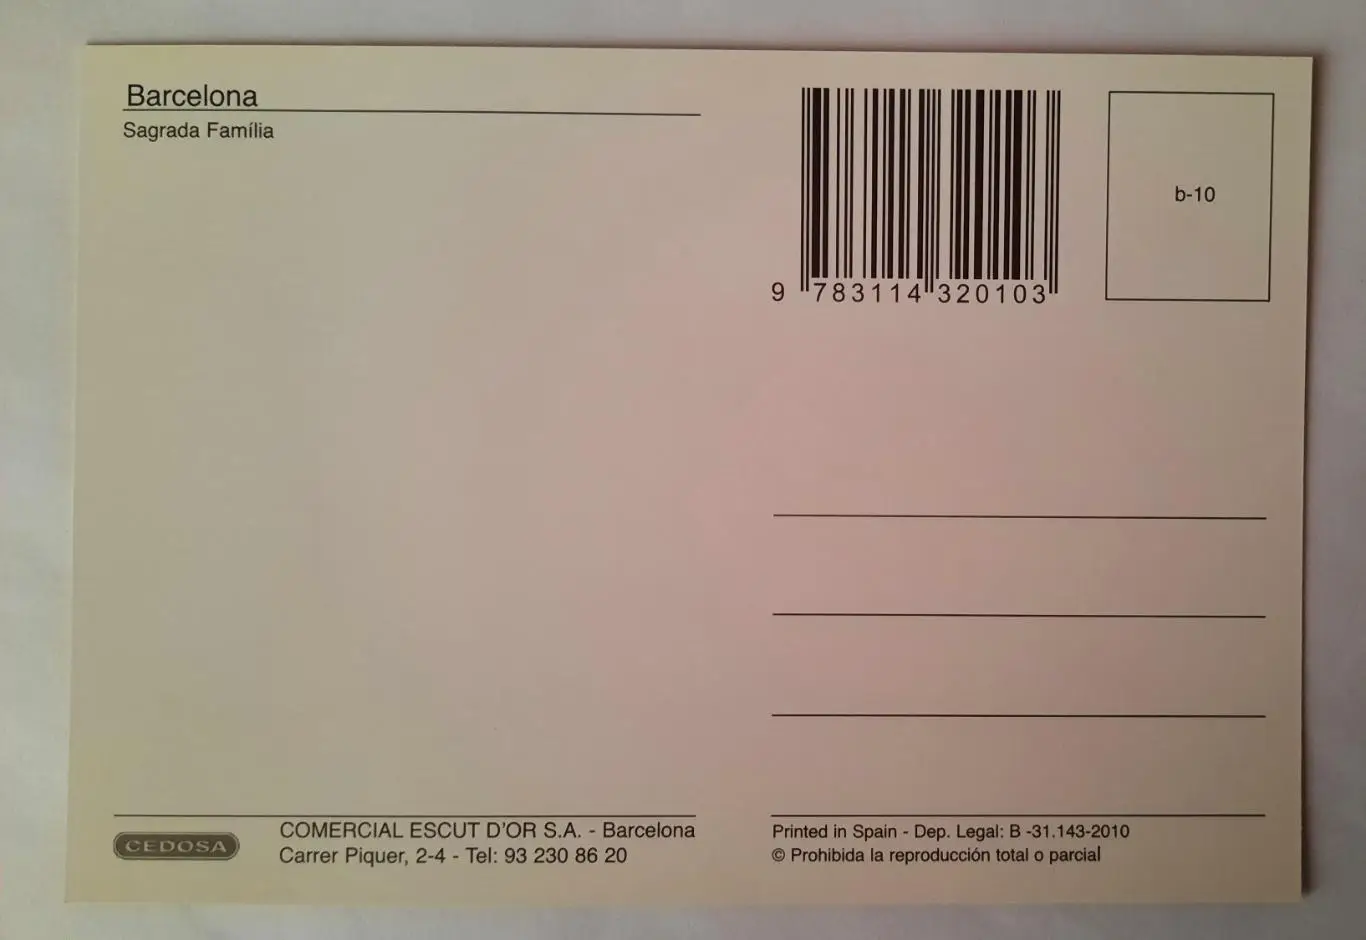 Barcelona
Sagrada Família
9 783114 320103
b-10
CEDOSA
COMERCIAL ESCUT D'OR S.A. - Barcelona
Carrer Piquer, 2-4 - Tel: 93 230 86 20
Printed in Spain - Dep. Legal: B -31.143-2010
© Prohibida la reproducción total o parcial